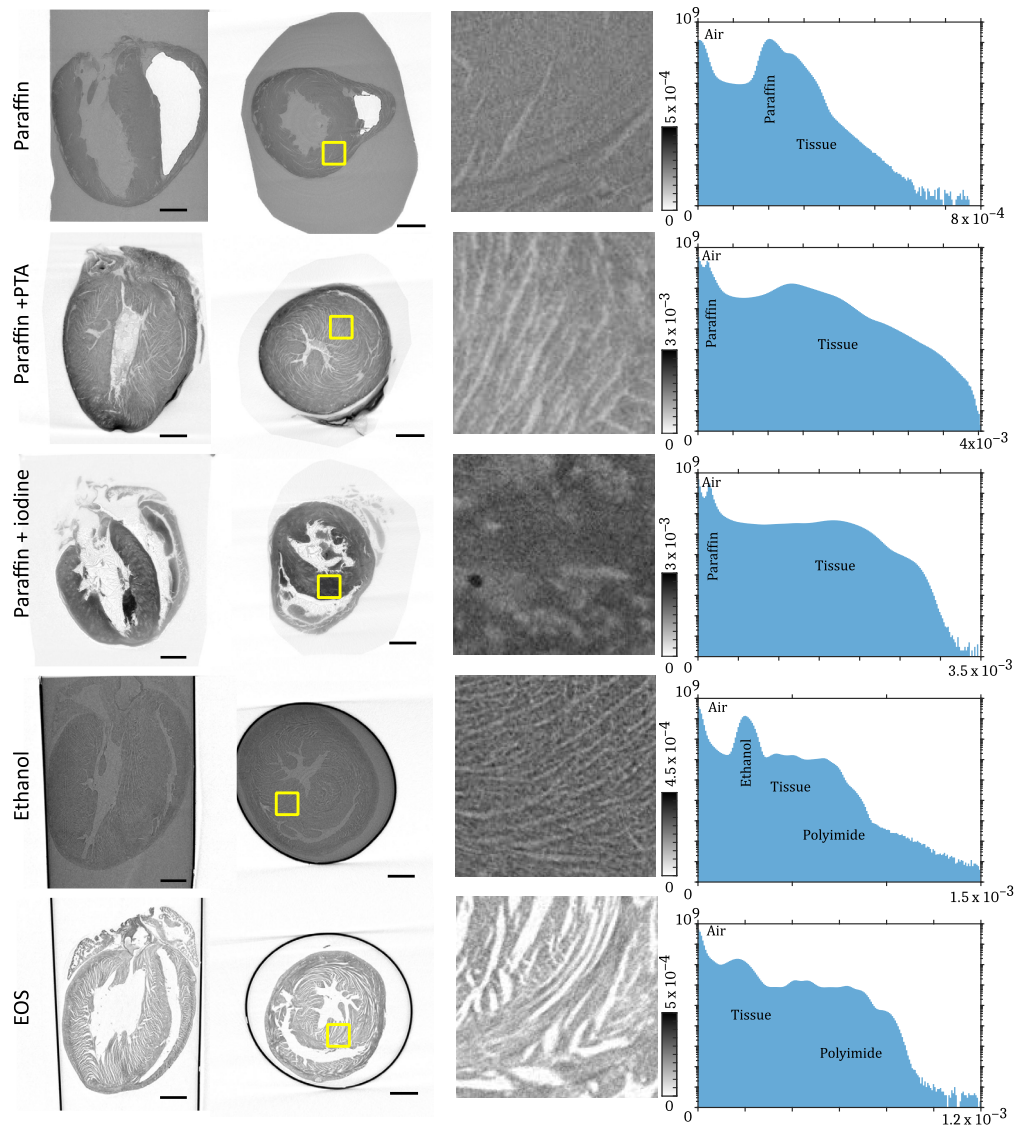 Paraffin
5 x 10⁻⁴
0
10⁹
Air
Paraffin
Tissue
0
8 x 10⁻⁴
Paraffin +PTA
3 x 10⁻³
0
10⁹
Air
Paraffin
Tissue
0
4x10⁻³
Paraffin + iodine
3 x 10⁻³
0
10⁹
Air
Paraffin
Tissue
0
3.5 x 10⁻³
Ethanol
4.5 x 10⁻⁴
0
10⁹
Air
Ethanol
Tissue
Polyimide
0
1.5 x 10⁻³
EOS
5 x 10⁻⁴
0
10⁹
Air
Tissue
Polyimide
0
1.2 x 10⁻³